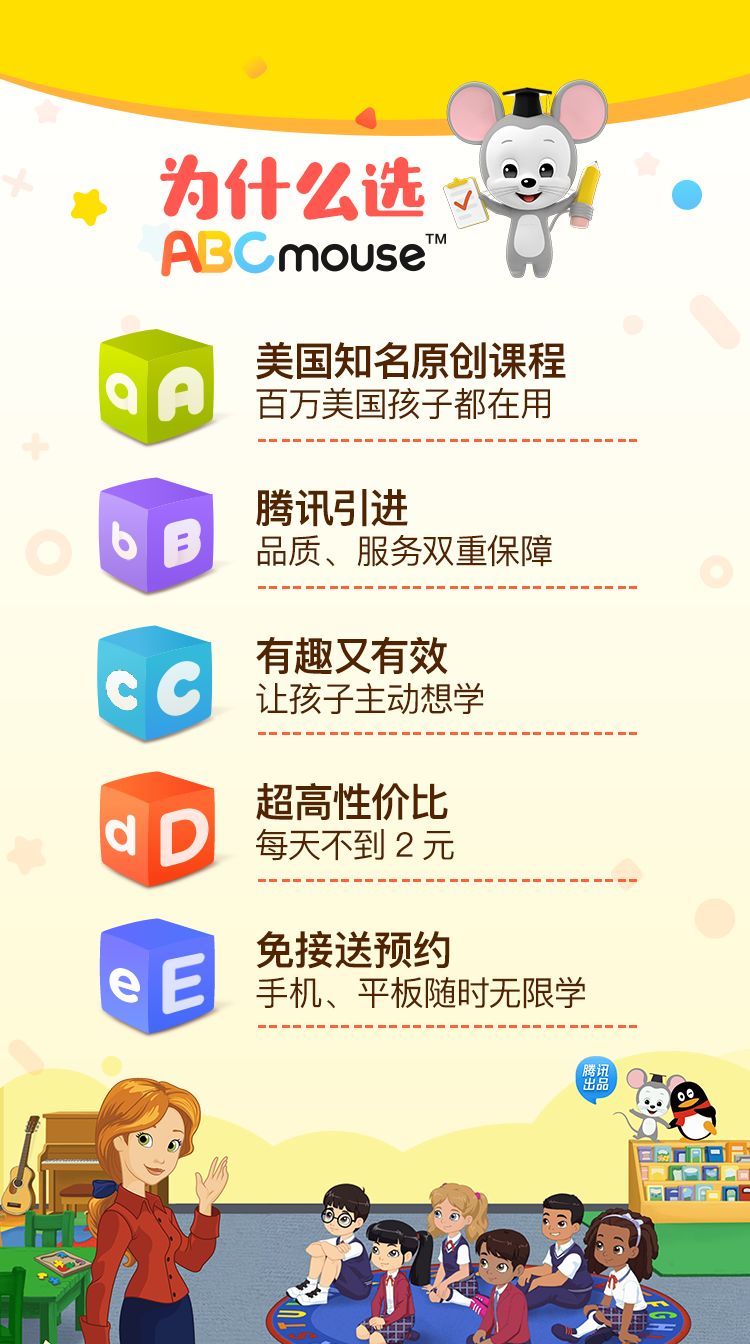 为什么选
ABCmouse™
a A
美国知名原创课程
百万美国孩子都在用
b B
腾讯引进
品质、服务双重保障
c C
有趣又有效
让孩子主动想学
d D
超高性价比
每天不到 2 元
e E
免接送预约
手机、平板随时无限学
腾讯
出品